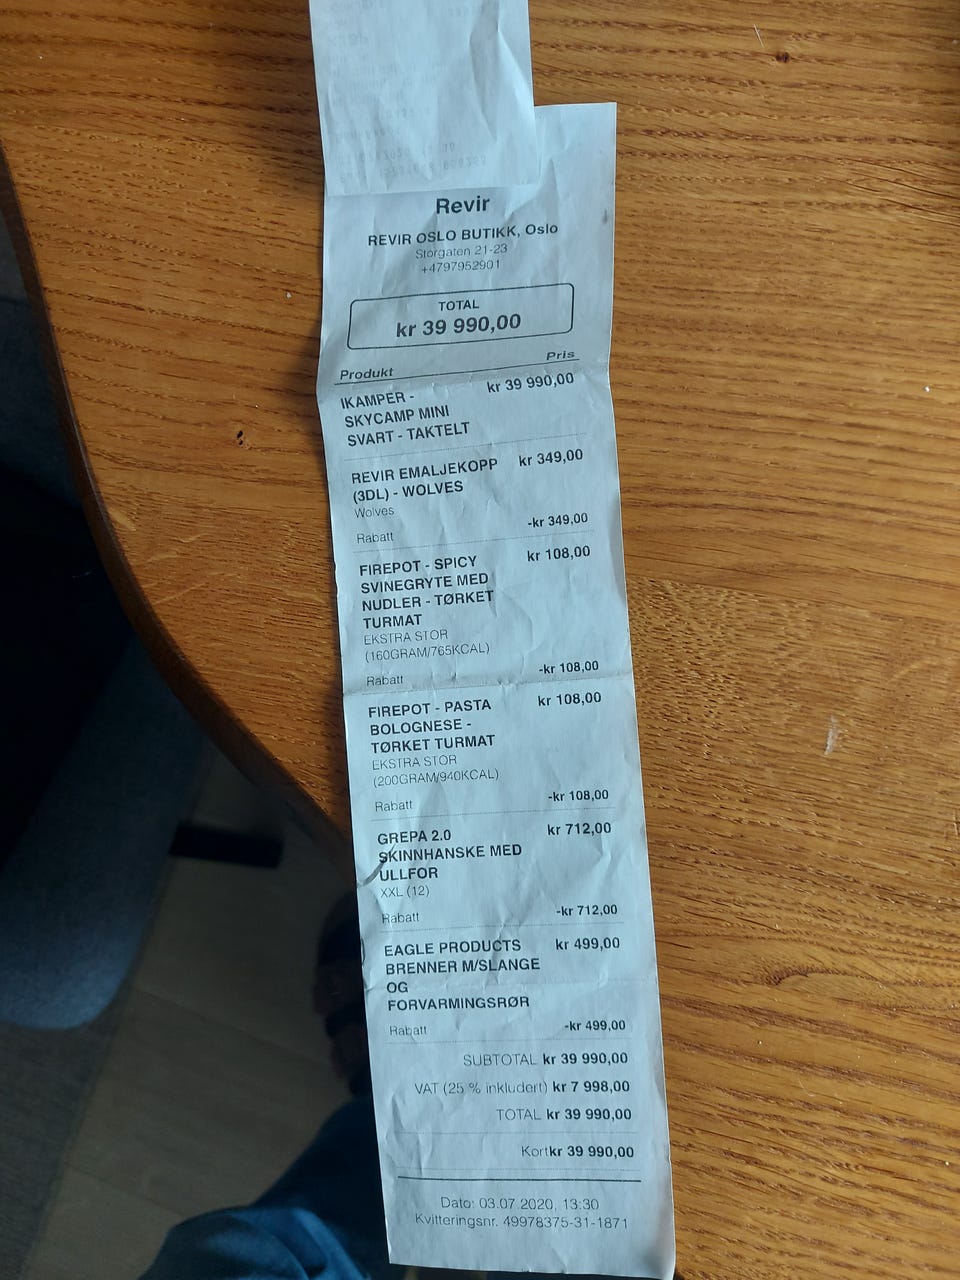 Revir
REVIR OSLO BUTIKK, Oslo
Storgaten 21-23
+4797952901
TOTAL
kr 39 990,00
Produkt Pris
IKAMPER - kr 39 990,00
SKYCAMP MINI
SVART - TAKTELT
REVIR EMALJEKOPP kr 349,00
(3DL) - WOLVES
Wolves
Rabatt -kr 349,00
FIREPOT - SPICY kr 108,00
SVINEGRYTE MED
NUDLER - TØRKET
TURMAT
EKSTRA STOR
(160GRAM/765KCAL)
Rabatt -kr 108,00
FIREPOT - PASTA kr 108,00
BOLOGNESE -
TØRKET TURMAT
EKSTRA STOR
(200GRAM/940KCAL)
Rabatt -kr 108,00
GREPA 2.0 kr 712,00
SKINNHANSKE MED
ULLFOR
XXL (12)
Rabatt -kr 712,00
EAGLE PRODUCTS kr 499,00
BRENNER M/SLANGE
OG
FORVARMINGSRØR
Rabatt -kr 499,00
SUBTOTAL kr 39 990,00
VAT (25 % inkludert) kr 7 998,00
TOTAL kr 39 990,00
Kortkr 39 990,00
Dato: 03.07.2020, 13:30
Kvitteringsnr. 49978375-31-1871